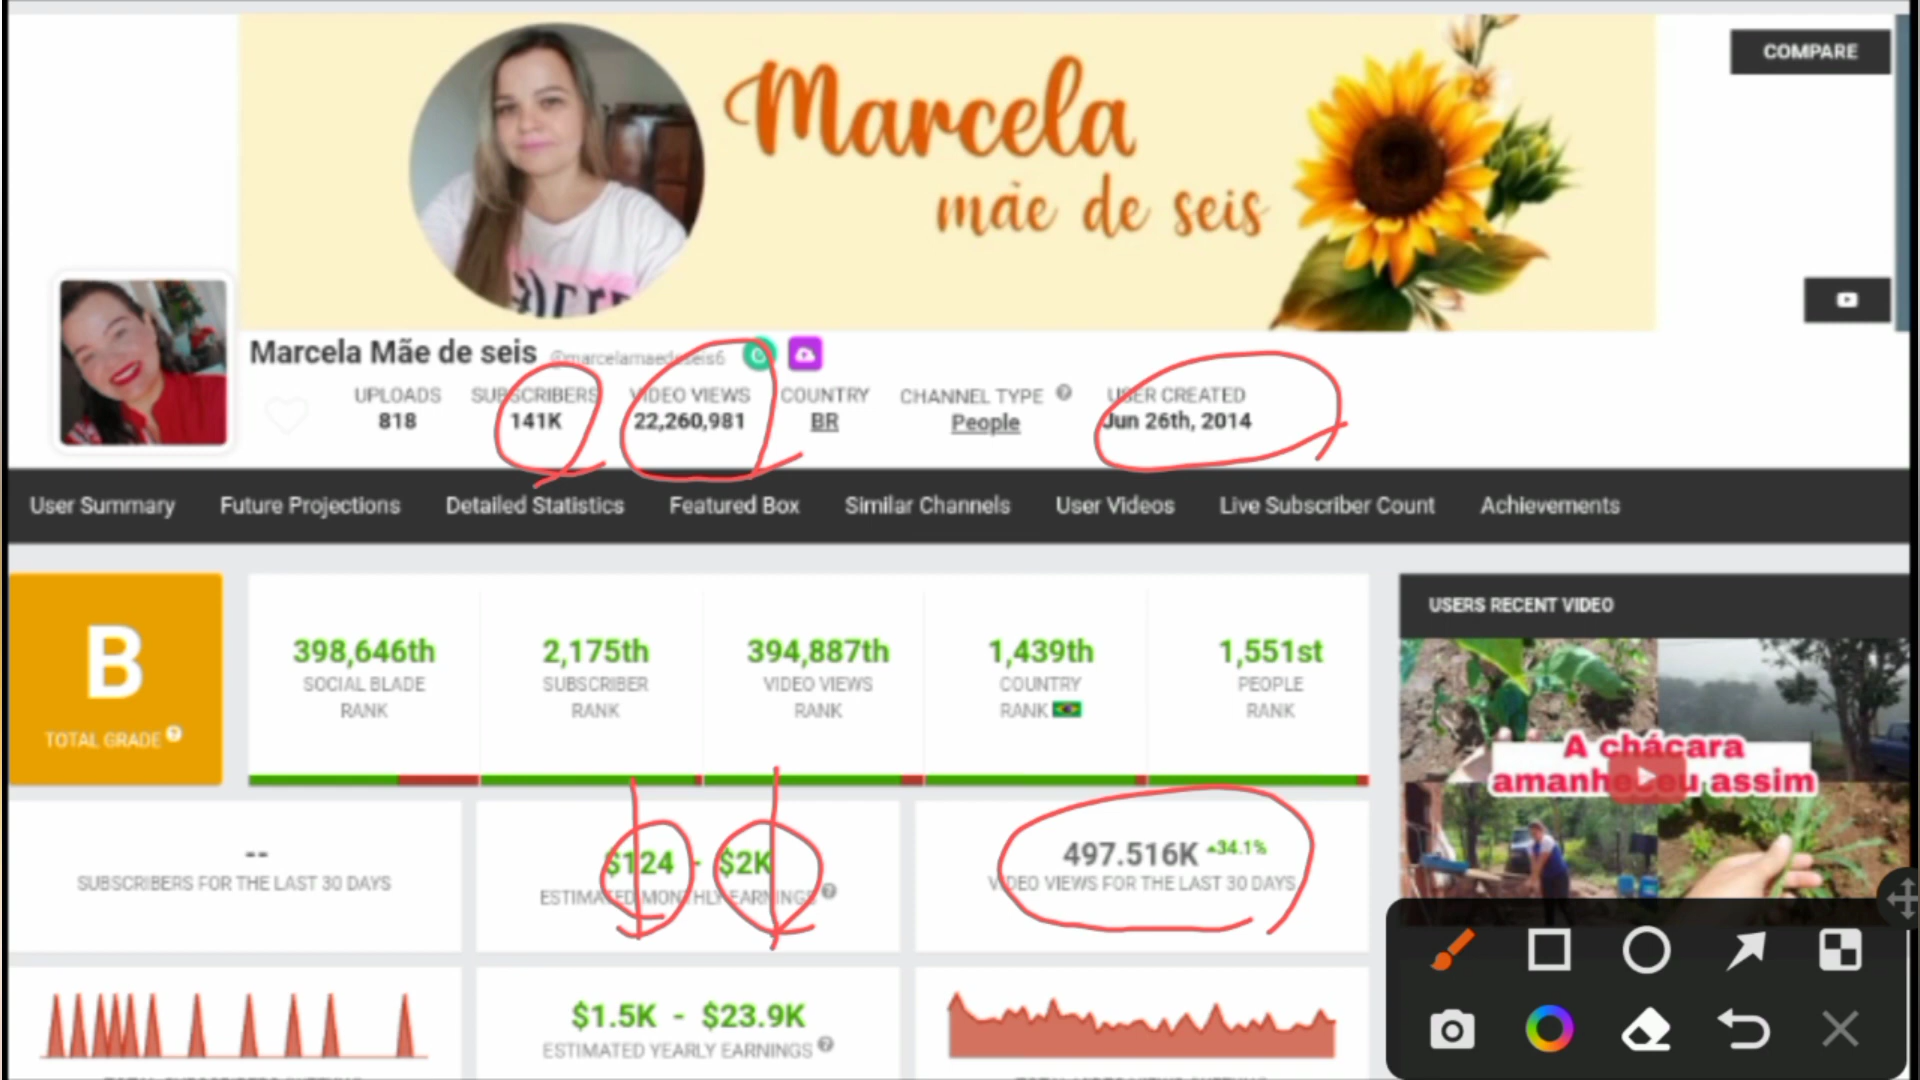 COMPARE
Marcela
mãe de seis
Marcela Mãe de seis @marcelamaedeseis6
UPLOADS SUBSCRIBERS VIDEO VIEWS COUNTRY CHANNEL TYPE USER CREATED
818 141K 22,260,981 BR People Jun 26th, 2014
User Summary Future Projections Detailed Statistics Featured Box Similar Channels User Videos Live Subscriber Count Achievements
B
TOTAL GRADE
398,646th
SOCIAL BLADE
RANK
2,175th
SUBSCRIBER
RANK
394,887th
VIDEO VIEWS
RANK
1,439th
COUNTRY
RANK
1,551st
PEOPLE
RANK
USERS RECENT VIDEO
A chácara
amanheceu assim
--
SUBSCRIBERS FOR THE LAST 30 DAYS
$124 - $2K
ESTIMATED MONTHLY EARNINGS
497.516K 34.1%
VIDEO VIEWS FOR THE LAST 30 DAYS
$1.5K - $23.9K
ESTIMATED YEARLY EARNINGS